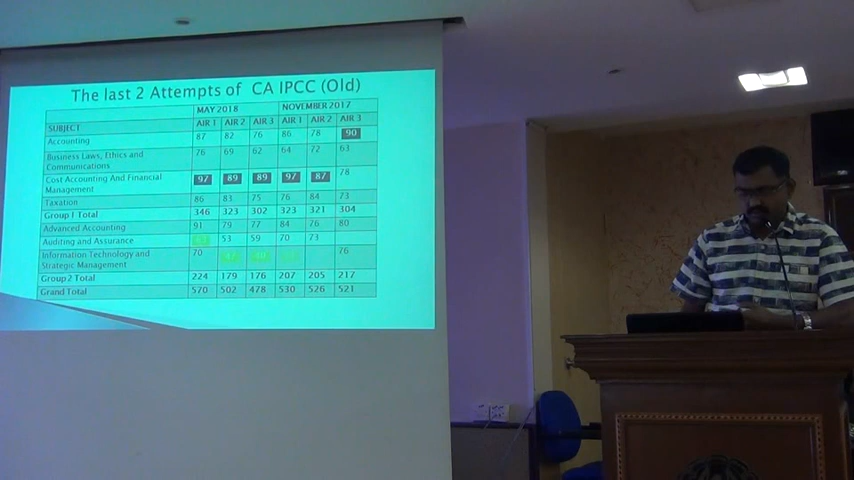 The last 2 Attempts of CA IPCC (Old)
MAY 2018 NOVEMBER 2017
SUBJECT AIR 1 AIR 2 AIR 3 AIR 1 AIR 2 AIR 3
Accounting 87 82 76 86 78 90
Business Laws, Ethics and
Communications 76 69 62 64 72 63
Cost Accounting And Financial
Management 97 89 89 97 87 78
Taxation 86 83 75 76 84 73
Group 1 Total 346 323 302 323 321 304
Advanced Accounting 91 79 77 84 76 80
Auditing and Assurance 53 59 70 73
Information Technology and
Strategic Management 70 47 40 76
Group 2 Total 224 179 176 207 205 217
Grand Total 570 502 478 530 526 521